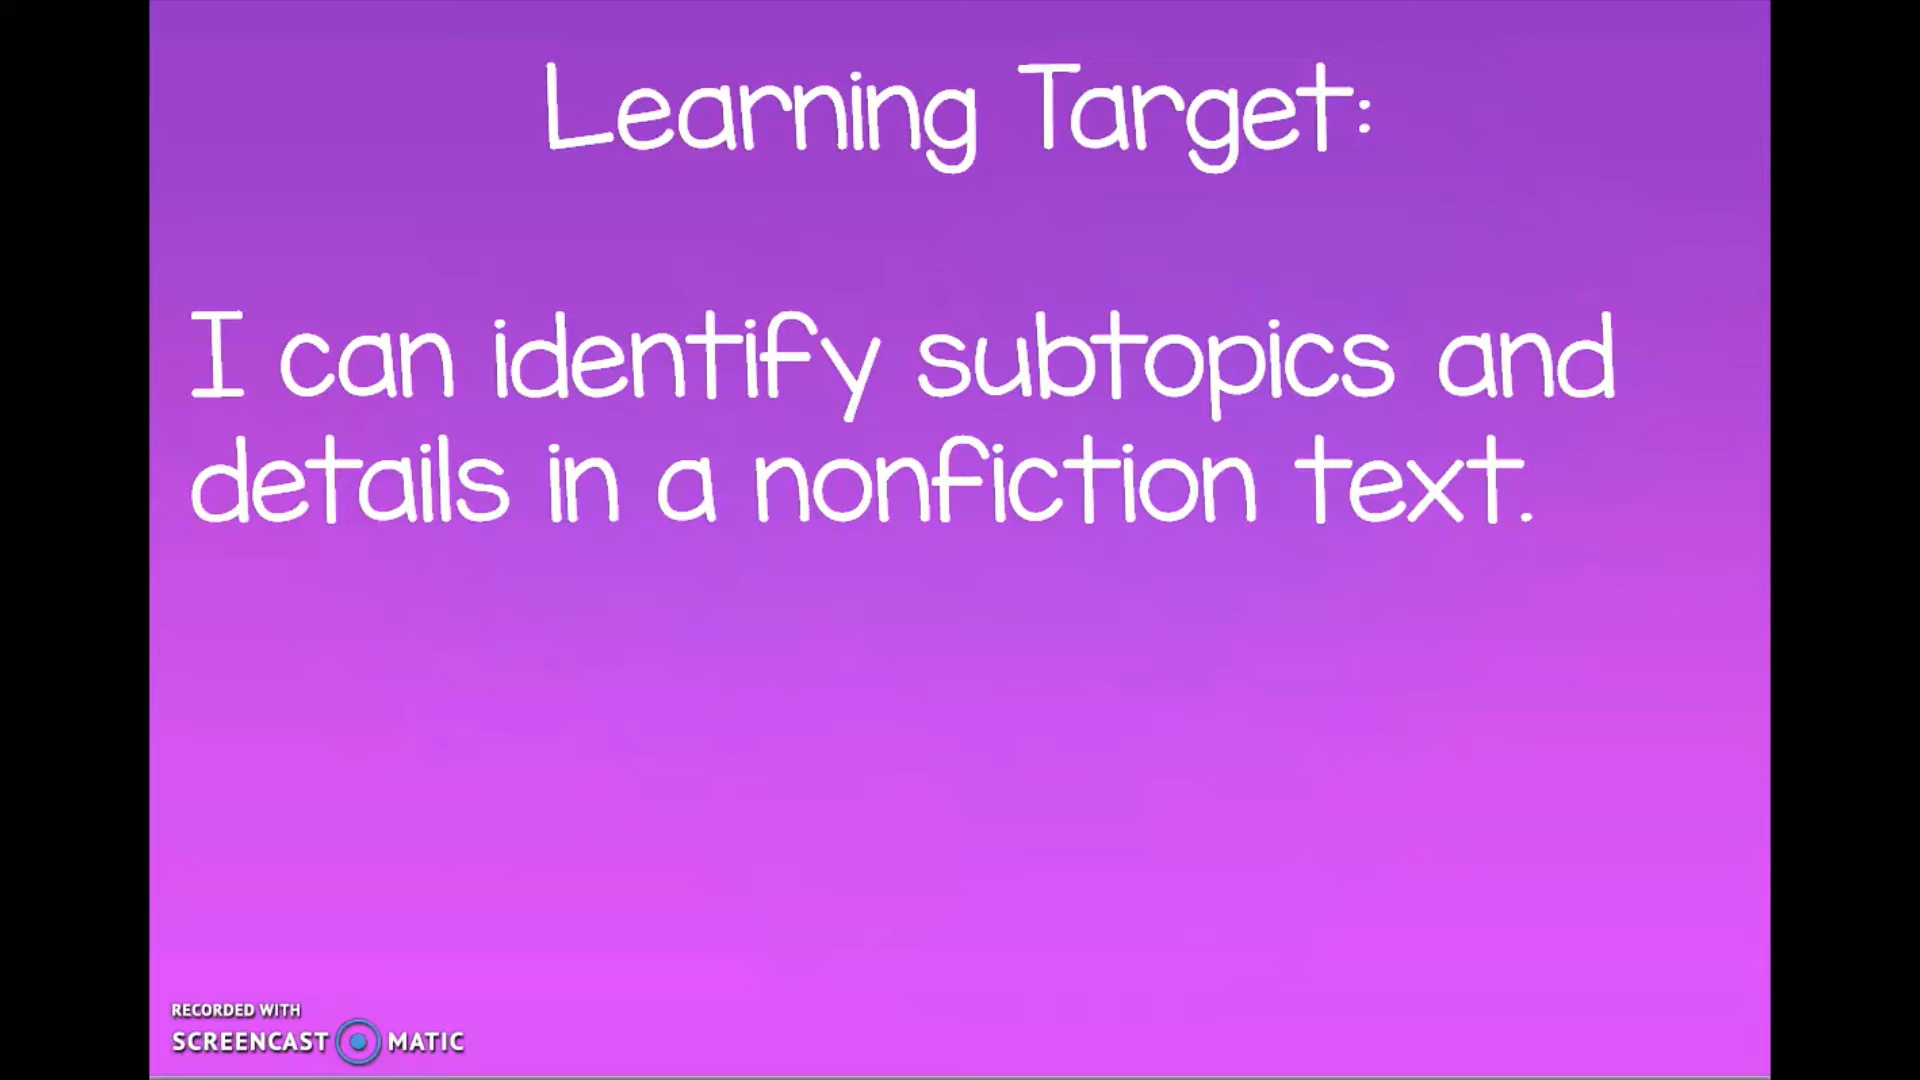 Learning Target:
I can identify subtopics and
details in a nonfiction text.
RECORDED WITH
SCREENCAST MATIC